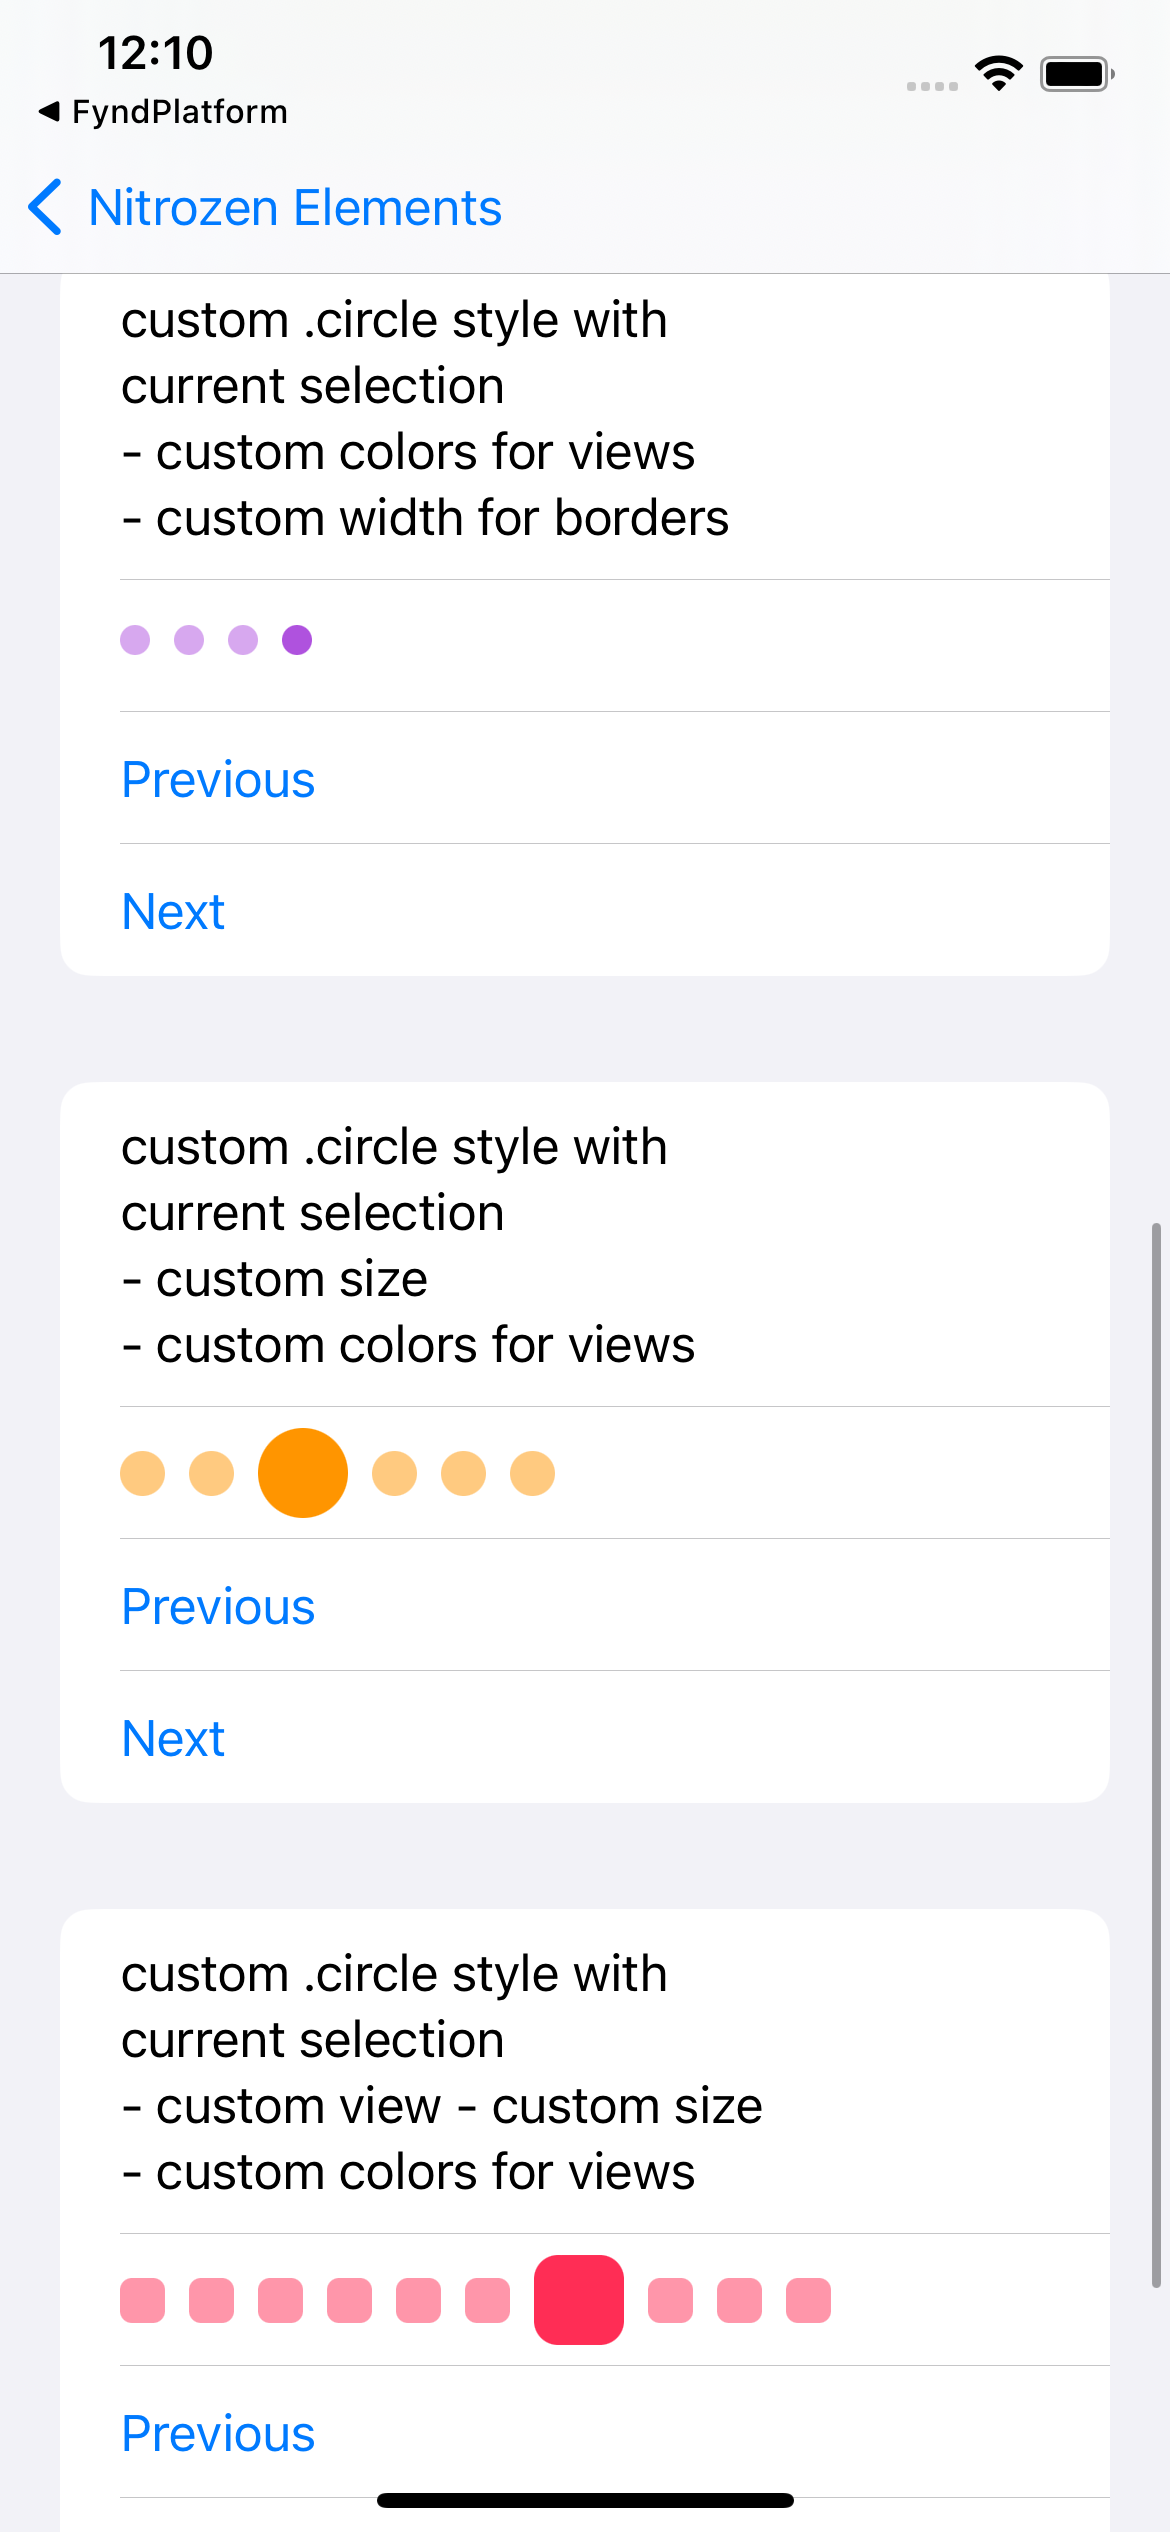 12:10
FyndPlatform
Nitrozen Elements
custom .circle style with
current selection
- custom colors for views
- custom width for borders
Previous
Next
custom .circle style with
current selection
- custom size
- custom colors for views
Previous
Next
custom .circle style with
current selection
- custom view - custom size
- custom colors for views
Previous